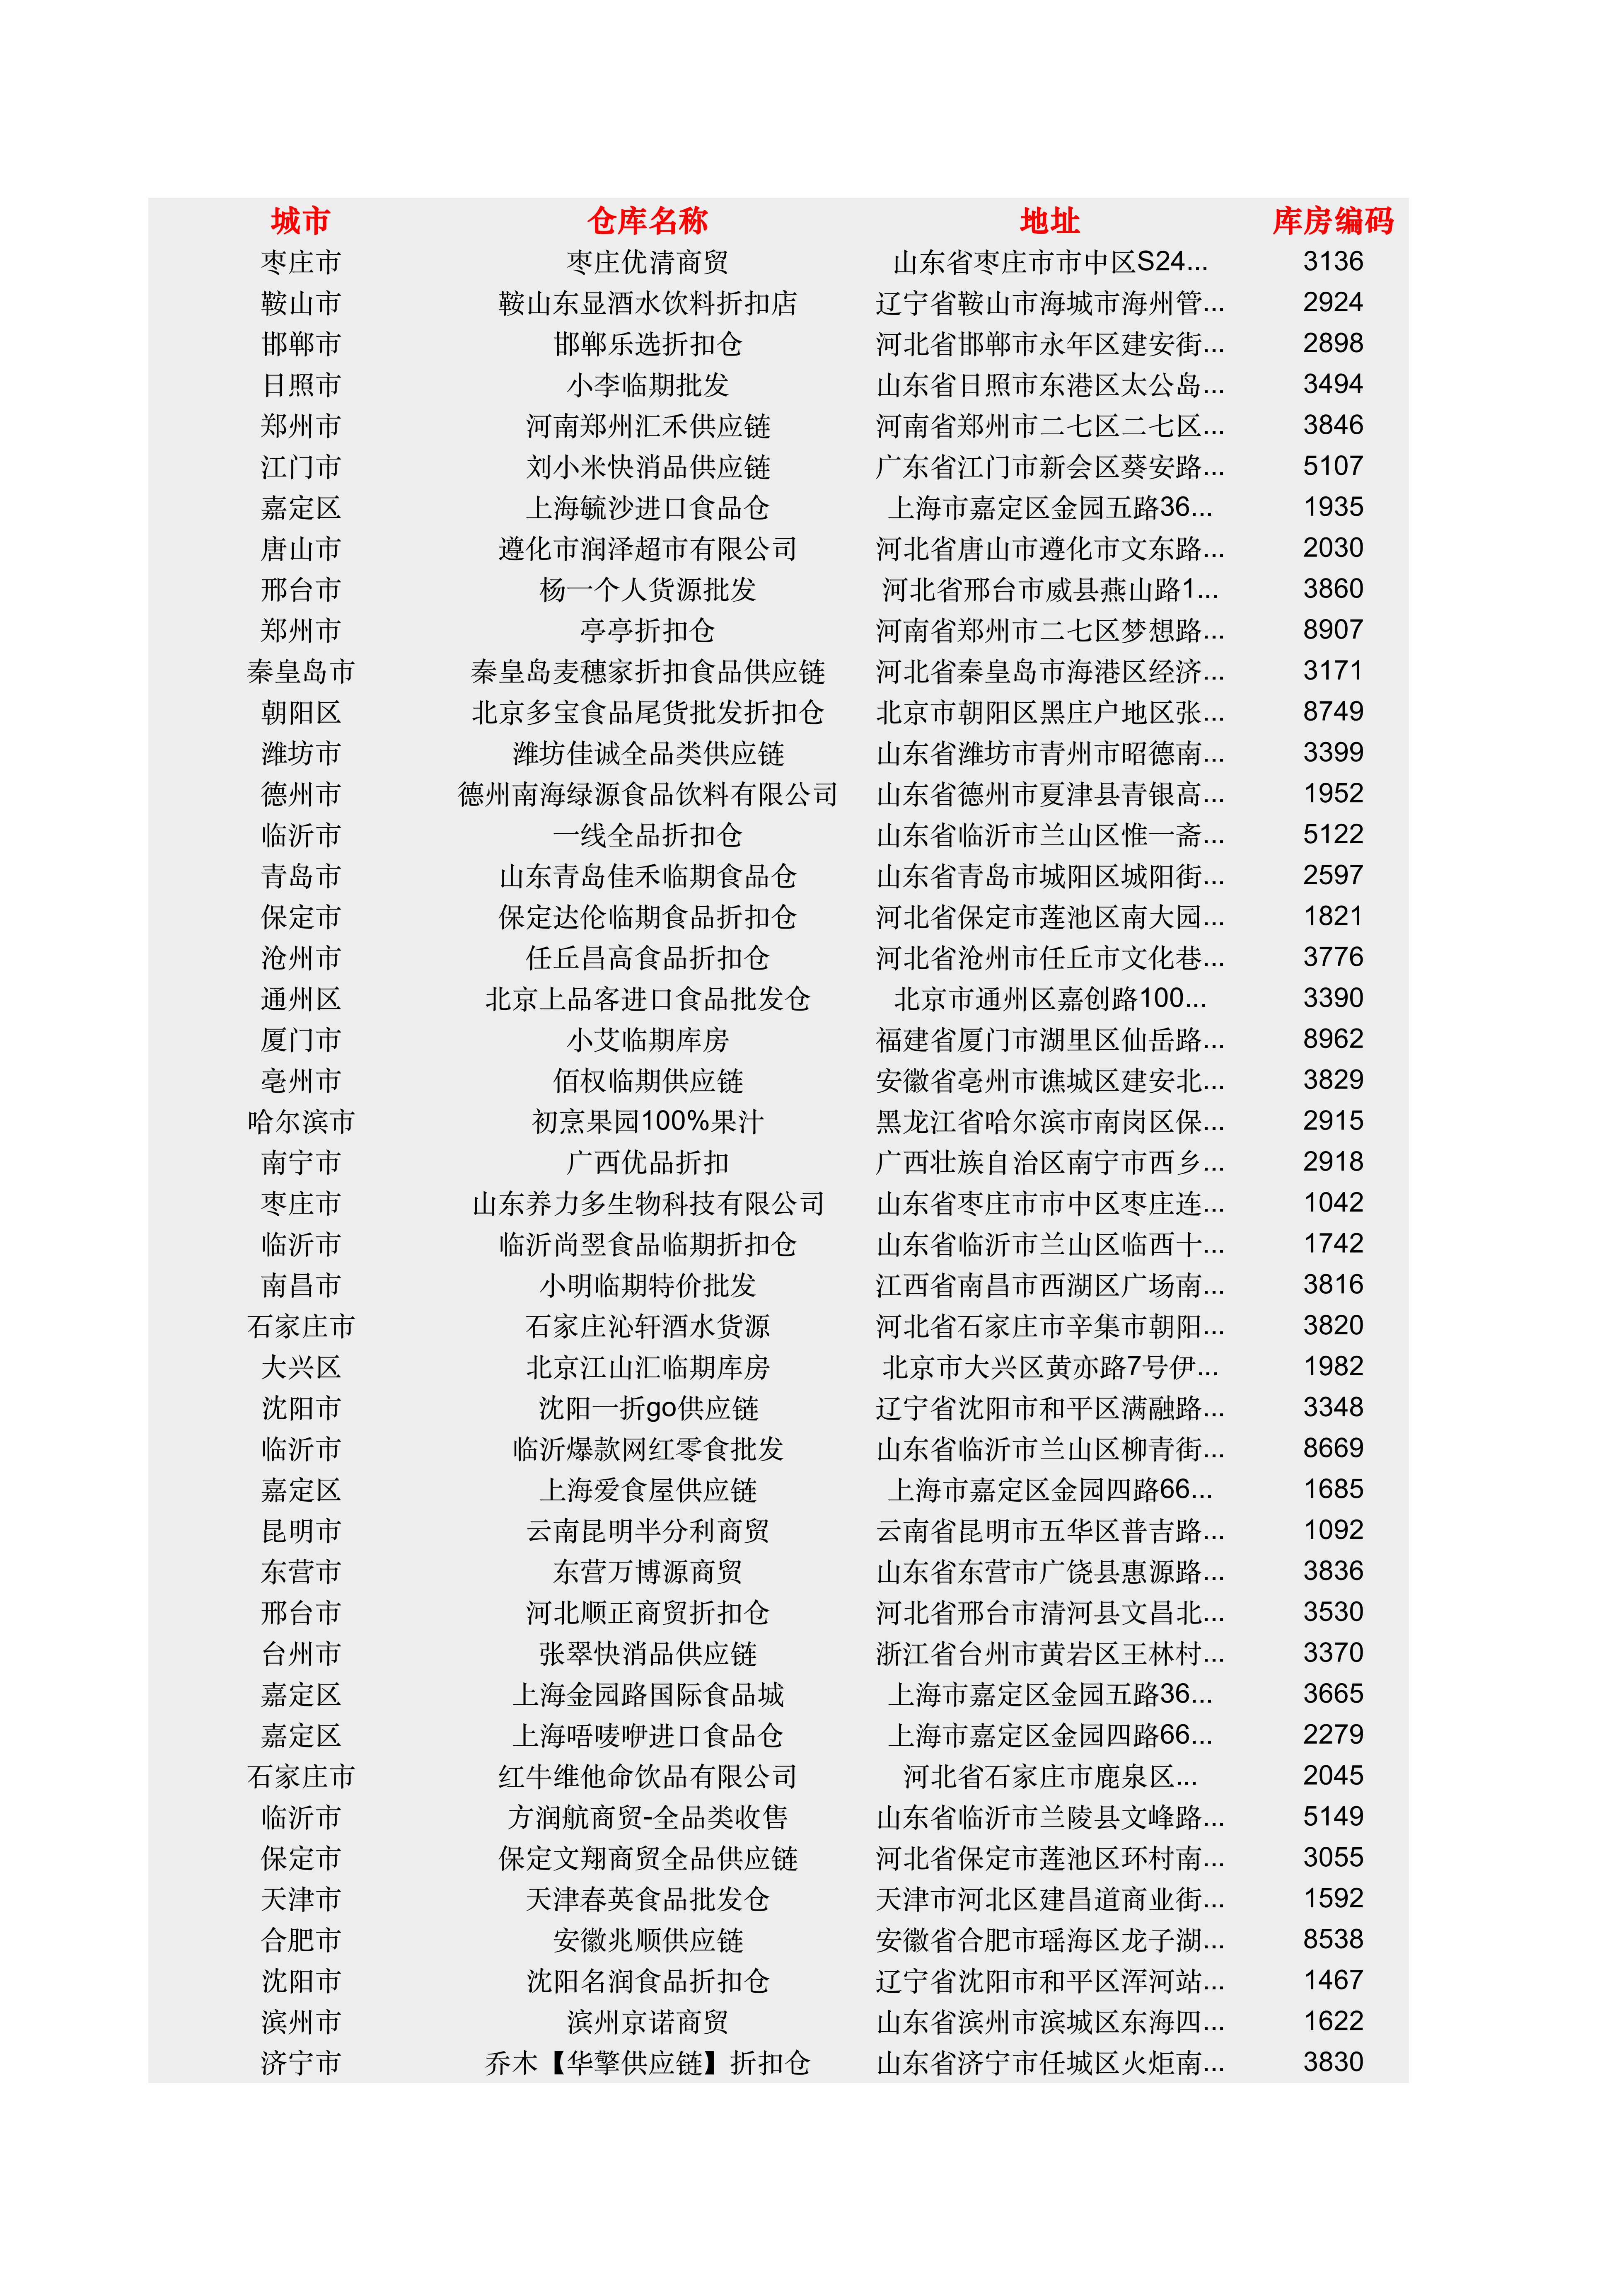 城市 仓库名称 地址 库房编码
枣庄市 枣庄优清商贸 山东省枣庄市市中区S24... 3136
鞍山市 鞍山东显酒水饮料折扣店 辽宁省鞍山市海城市海州管... 2924
邯郸市 邯郸乐选折扣仓 河北省邯郸市永年区建安街... 2898
日照市 小李临期批发 山东省日照市东港区太公岛... 3494
郑州市 河南郑州汇禾供应链 河南省郑州市二七区二七区... 3846
江门市 刘小米快消品供应链 广东省江门市新会区葵安路... 5107
嘉定区 上海毓沙进口食品仓 上海市嘉定区金园五路36... 1935
唐山市 遵化市润泽超市有限公司 河北省唐山市遵化市文东路... 2030
邢台市 杨一个人货源批发 河北省邢台市威县燕山路1... 3860
郑州市 亭亭折扣仓 河南省郑州市二七区梦想路... 8907
秦皇岛市 秦皇岛麦穗家折扣食品供应链 河北省秦皇岛市海港区经济... 3171
朝阳区 北京多宝食品尾货批发折扣仓 北京市朝阳区黑庄户地区张... 8749
潍坊市 潍坊佳诚全品类供应链 山东省潍坊市青州市昭德南... 3399
德州市 德州南海绿源食品饮料有限公司 山东省德州市夏津县青银高... 1952
临沂市 一线全品折扣仓 山东省临沂市兰山区惟一斋... 5122
青岛市 山东青岛佳禾临期食品仓 山东省青岛市城阳区城阳街... 2597
保定市 保定达伦临期食品折扣仓 河北省保定市莲池区南大园... 1821
沧州市 任丘昌高食品折扣仓 河北省沧州市任丘市文化巷... 3776
通州区 北京上品客进口食品批发仓 北京市通州区嘉创路100... 3390
厦门市 小艾临期库房 福建省厦门市湖里区仙岳路... 8962
亳州市 佰权临期供应链 安徽省亳州市谯城区建安北... 3829
哈尔滨市 初烹果园100%果汁 黑龙江省哈尔滨市南岗区保... 2915
南宁市 广西优品折扣 广西壮族自治区南宁市西乡... 2918
枣庄市 山东养力多生物科技有限公司 山东省枣庄市市中区枣庄连... 1042
临沂市 临沂尚翌食品临期折扣仓 山东省临沂市兰山区临西十... 1742
南昌市 小明临期特价批发 江西省南昌市西湖区广场南... 3816
石家庄市 石家庄沁轩酒水货源 河北省石家庄市辛集市朝阳... 3820
大兴区 北京江山汇临期库房 北京市大兴区黄亦路7号伊... 1982
沈阳市 沈阳一折go供应链 辽宁省沈阳市和平区满融路... 3348
临沂市 临沂爆款网红零食批发 山东省临沂市兰山区柳青街... 8669
嘉定区 上海爱食屋供应链 上海市嘉定区金园四路66... 1685
昆明市 云南昆明半分利商贸 云南省昆明市五华区普吉路... 1092
东营市 东营万博源商贸 山东省东营市广饶县惠源路... 3836
邢台市 河北顺正商贸折扣仓 河北省邢台市清河县文昌北... 3530
台州市 张翠快消品供应链 浙江省台州市黄岩区王林村... 3370
嘉定区 上海金园路国际食品城 上海市嘉定区金园五路36... 3665
嘉定区 上海唔唛咿进口食品仓 上海市嘉定区金园四路66... 2279
石家庄市 红牛维他命饮品有限公司 河北省石家庄市鹿泉区... 2045
临沂市 方润航商贸-全品类收售 山东省临沂市兰陵县文峰路... 5149
保定市 保定文翔商贸全品供应链 河北省保定市莲池区环村南... 3055
天津市 天津春英食品批发仓 天津市河北区建昌道商业街... 1592
合肥市 安徽兆顺供应链 安徽省合肥市瑶海区龙子湖... 8538
沈阳市 沈阳名润食品折扣仓 辽宁省沈阳市和平区浑河站... 1467
滨州市 滨州京诺商贸 山东省滨州市滨城区东海四... 1622
济宁市 乔木【华擎供应链】折扣仓 山东省济宁市任城区火炬南... 3830